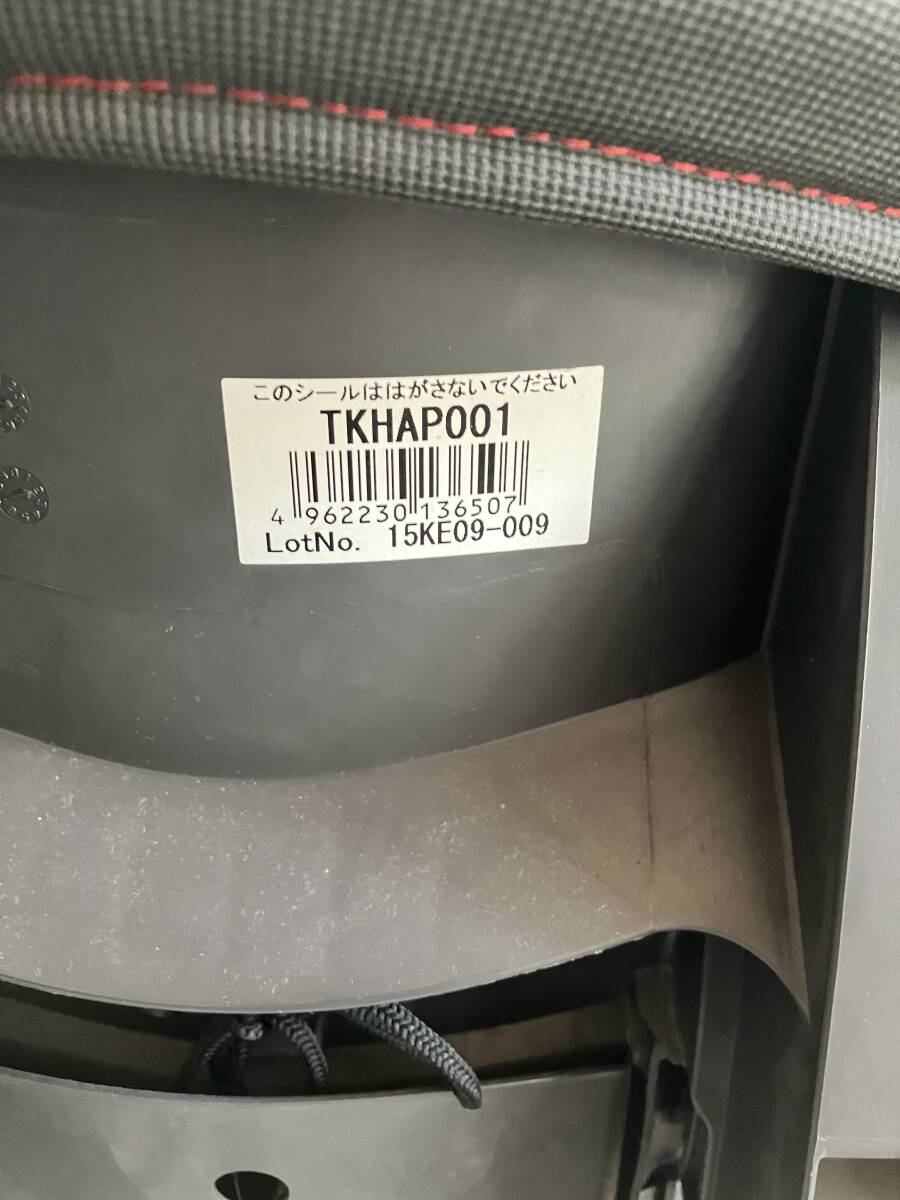 このシールははがさないでください
TKHAP001
4 962230 136507
LotNo. 15KE09-009